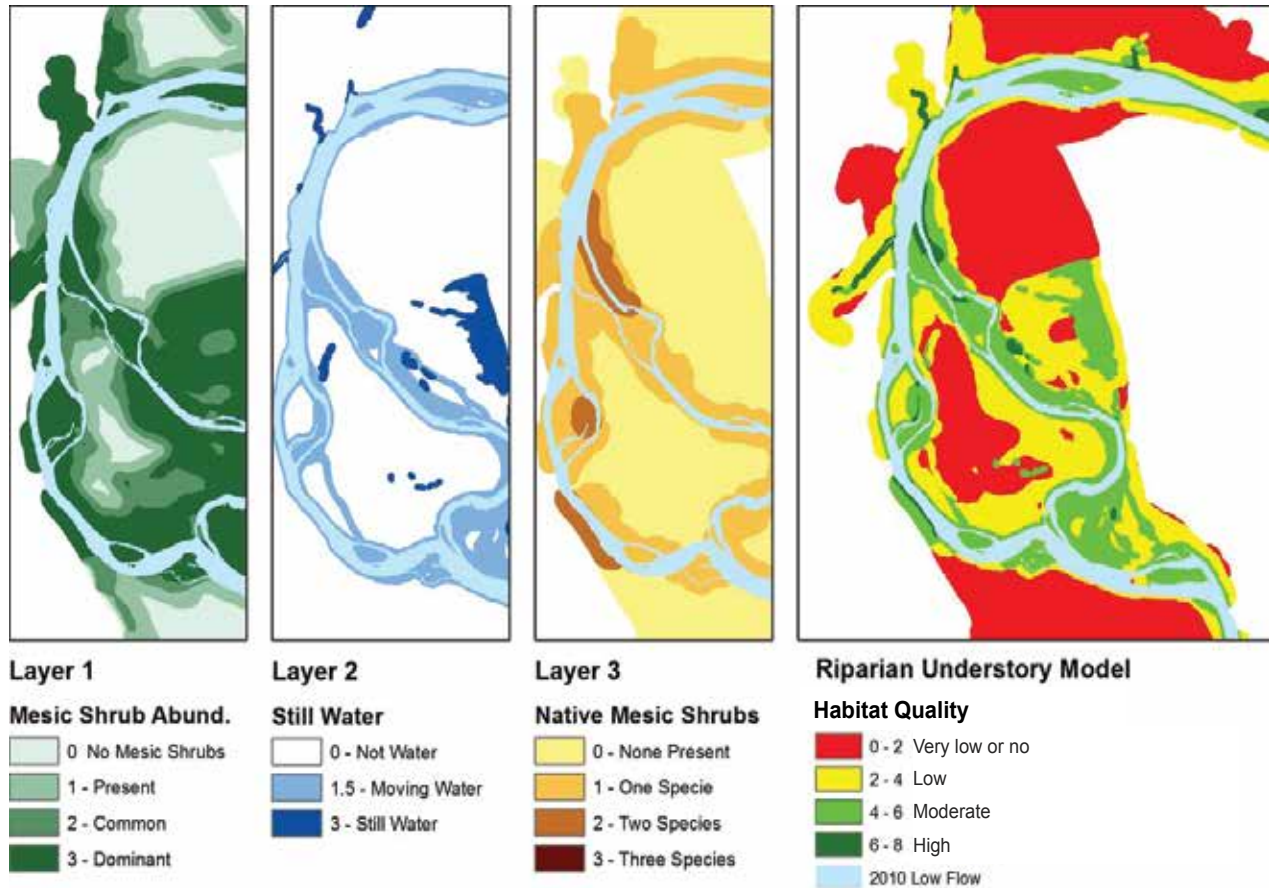 Layer 1
Mesic Shrub Abund.
0 No Mesic Shrubs
1 - Present
2 - Common
3 - Dominant
Layer 2
Still Water
0 - Not Water
1.5 - Moving Water
3 - Still Water
Layer 3
Native Mesic Shrubs
0 - None Present
1 - One Specie
2 - Two Species
3 - Three Species
Riparian Understory Model
Habitat Quality
0 - 2 Very low or no
2 - 4 Low
4 - 6 Moderate
6 - 8 High
2010 Low Flow